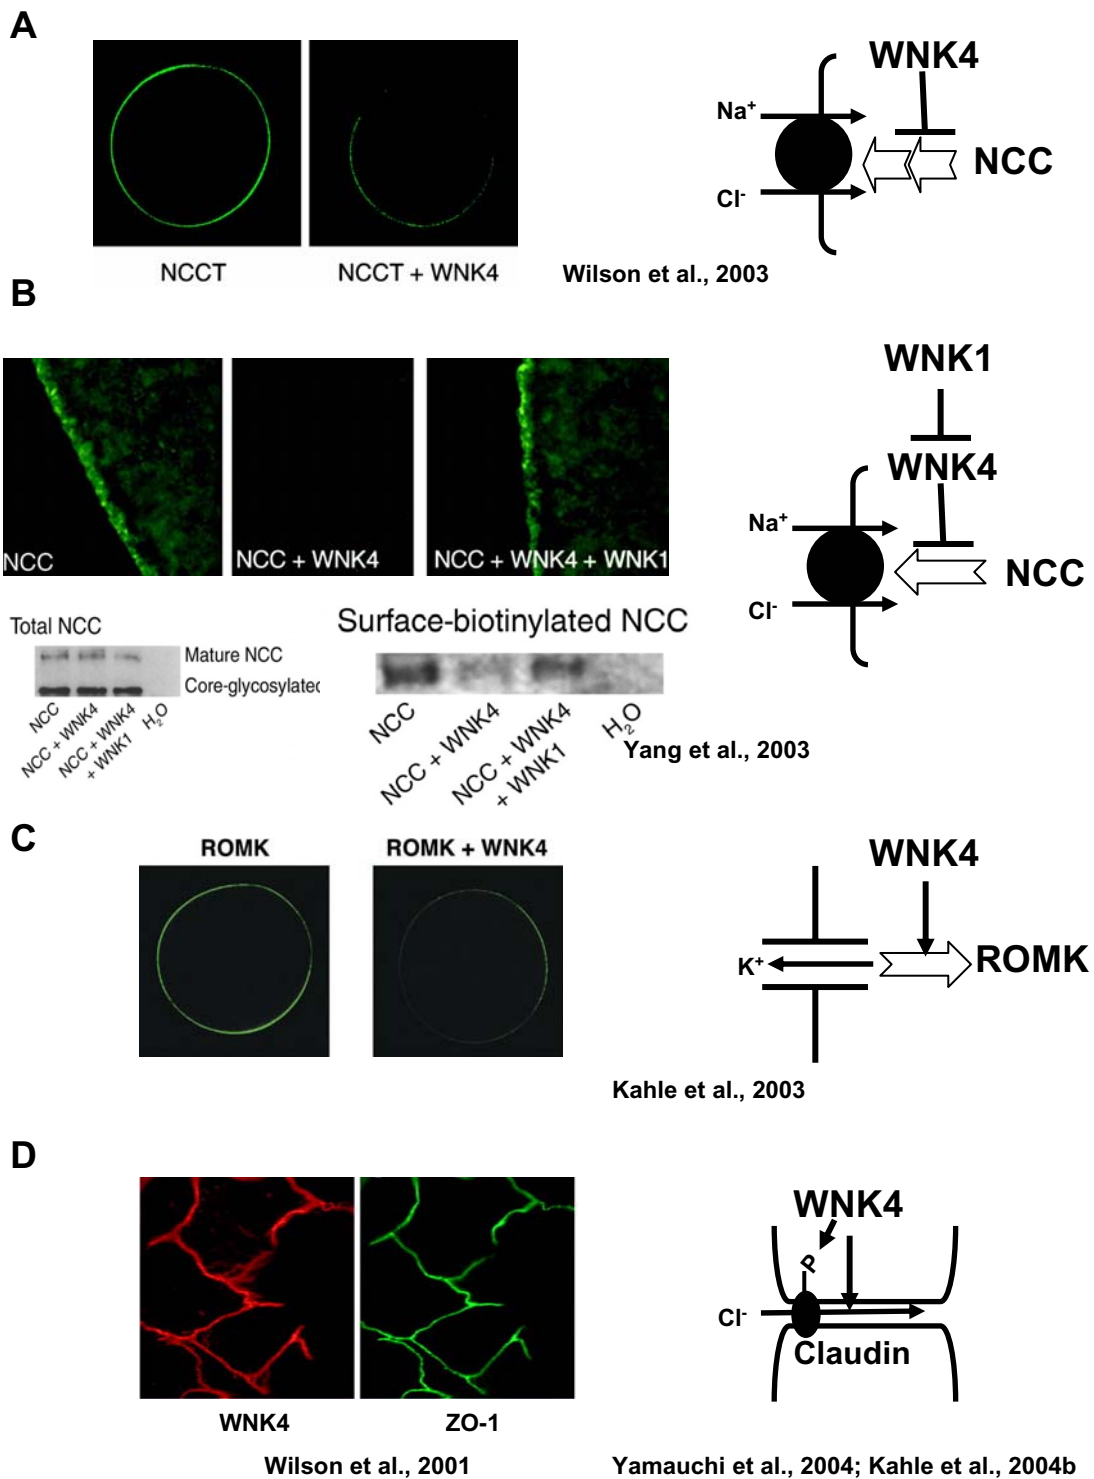 A
NCCT
NCCT + WNK4
WNK4
Na+
NCC
Cl-
Wilson et al., 2003
B
NCC
NCC + WNK4
NCC + WNK4 + WNK1
WNK1
WNK4
Na+
NCC
Cl-
Total NCC
Mature NCC
Core-glycosylated
NCC
NCC + WNK4
NCC + WNK4
+ WNK1
H2O
Surface-biotinylated NCC
NCC
NCC + WNK4
NCC + WNK4
+ WNK1
H2O
Yang et al., 2003
C
ROMK
ROMK + WNK4
WNK4
K+
ROMK
Kahle et al., 2003
D
WNK4
ZO-1
WNK4
P
Cl-
Claudin
Wilson et al., 2001
Yamauchi et al., 2004; Kahle et al., 2004b